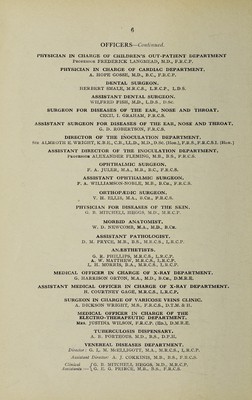 6
OFFICERS—Continued.
PHYSICIAN IN CHARGE OF CHILDREN'S OUT-PATIENT DEPARTMENT
Professor FREDERICK LANGMEAD, M.D., F.R.C.P.
PHYSICIAN IN CHARGE OF CARDIAC DEPARTMENT,
A. HOPE GOSSE, M.D., B.C., F.R.C.P.
DENTAL SURGEON,
HERBERT SMALE, M.R.C.S., L.R.C.P., L.D.S.
ASSISTANT DENTAL SURGEON,
WILFRED FISH, M.D., L.D.S., D.Sc.
SURGEON FOR DISEASES OF THE EAR, NOSE AND THROAT,
CECIL I. GRAHAM, F.R.C.S.
ASSISTANT SURGEON FOR DISEASES OF THE EAR, NOSE AND THROAT,
G. D. ROBERTSON, F.R.C.S.
DIRECTOR OF THE INOCULATION DEPARTMENT,
Sir ALMROTH E. WRIGHT, K.B.E., C.B., LL.D., M.D., D.Sc. (Hon.), F.R.S., F.R.C.S.I. (Hon.)
ASSISTANT DIRECTOR OF THE INOCULATION DEPARTMENT,
Professor ALEXANDER FLEMING, M.B., B.S., F.R.C.S.
OPHTHALMIC SURGEON,
F. A. JULER, M.A., M.B., B.C., F.R.C.S.
ASSISTANT OPHTHALMIC SURGEON,
P. A. WILLIAMSON-NOBLE, M.B., B.Ch., F.R.C.S.
ORTHOPÆDIC SURGEON,
V. H. ELLIS, M.A., B.Ch., F.R.C.S.
PHYSICIAN FOR DISEASES OF THE SKIN,
G. B. MITCHELL HEGGS, M.D., M.R.C.P.
MORBID ANATOMIST,
W. D. NEWCOMB, M.A., M.D., B.Ch.
ASSISTANT PATHOLOGIST,
D. M. PRYCE, M.B., B.S., M.R.C.S., L.R.C.P.
ANÆSTHETISTS,
G. R. PHILLIPS, M.R.C.S., L.R.C.P.
A. W. MATTHEW, M.R.C.S., L.R.C.P.
L. H. MORRIS, B.A., M.R.C.S., L.R.C.P.
MEDICAL OFFICER IN CHARGE OF X-RAY DEPARTMENT,
G. HARRISON ORTON, M.A., M.D., B.Ch., D.M.R.E.
ASSISTANT MEDICAL OFFICER IN CHARGE OF X-RAY DEPARTMENT.
H. COURTNEY GAGE, M.R.C.S., L.R.C.P.
SURGEON IN CHARGE OF VARICOSE VEINS CLINIC,
A. DICKSON WRIGHT, M.S., F.R.C.S., D.T.M. & H.
MEDICAL OFFICER IN CHARGE OF THE
ELECTRO-THERAPEUTIC DEPARTMENT,
Mrs. JUSTINA WILSON, F.R.C.P. (Ed.), D.M.R.E.
TUBERCULOSIS DISPENSARY.
A. B. PORTEOUS, M.D., B.S., D.P.H.
VENEREAL DISEASES DEPARTMENT.
Director: G. L. M. McELLIGOTT, M.A., M.R.C.S., L.R.C.P.
Assistant Director: A. J. COKKINIS, M.B., B.S., F.R.C.S.
Clinical G. B. MITCHELL, HEGGS, M.D., M.R.C.P.
Assistants G. E. G. PEIRCE, M.B., B.S., F.R.C.S.